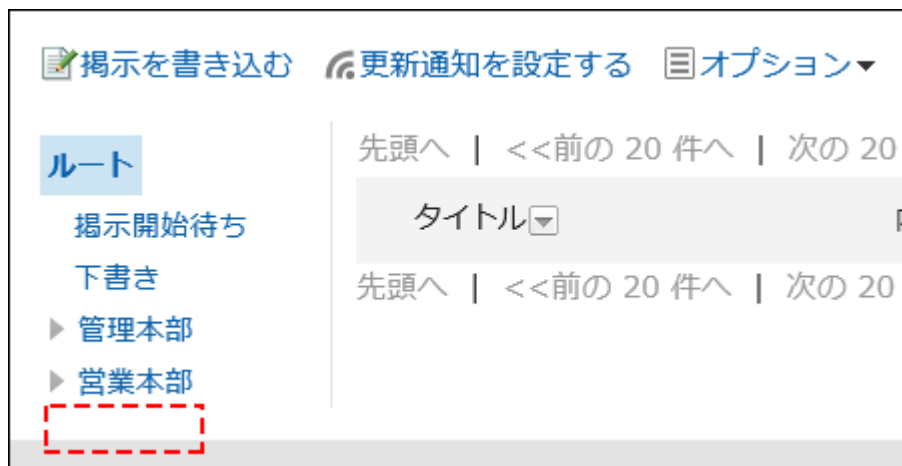 掲示を書き込む 更新通知を設定する オプション▼
ルート
先頭へ | <<前の 20 件へ | 次の 20
掲示開始待ち
タイトル
下書き
先頭へ | <<前の 20 件へ | 次の 20
管理本部
営業本部